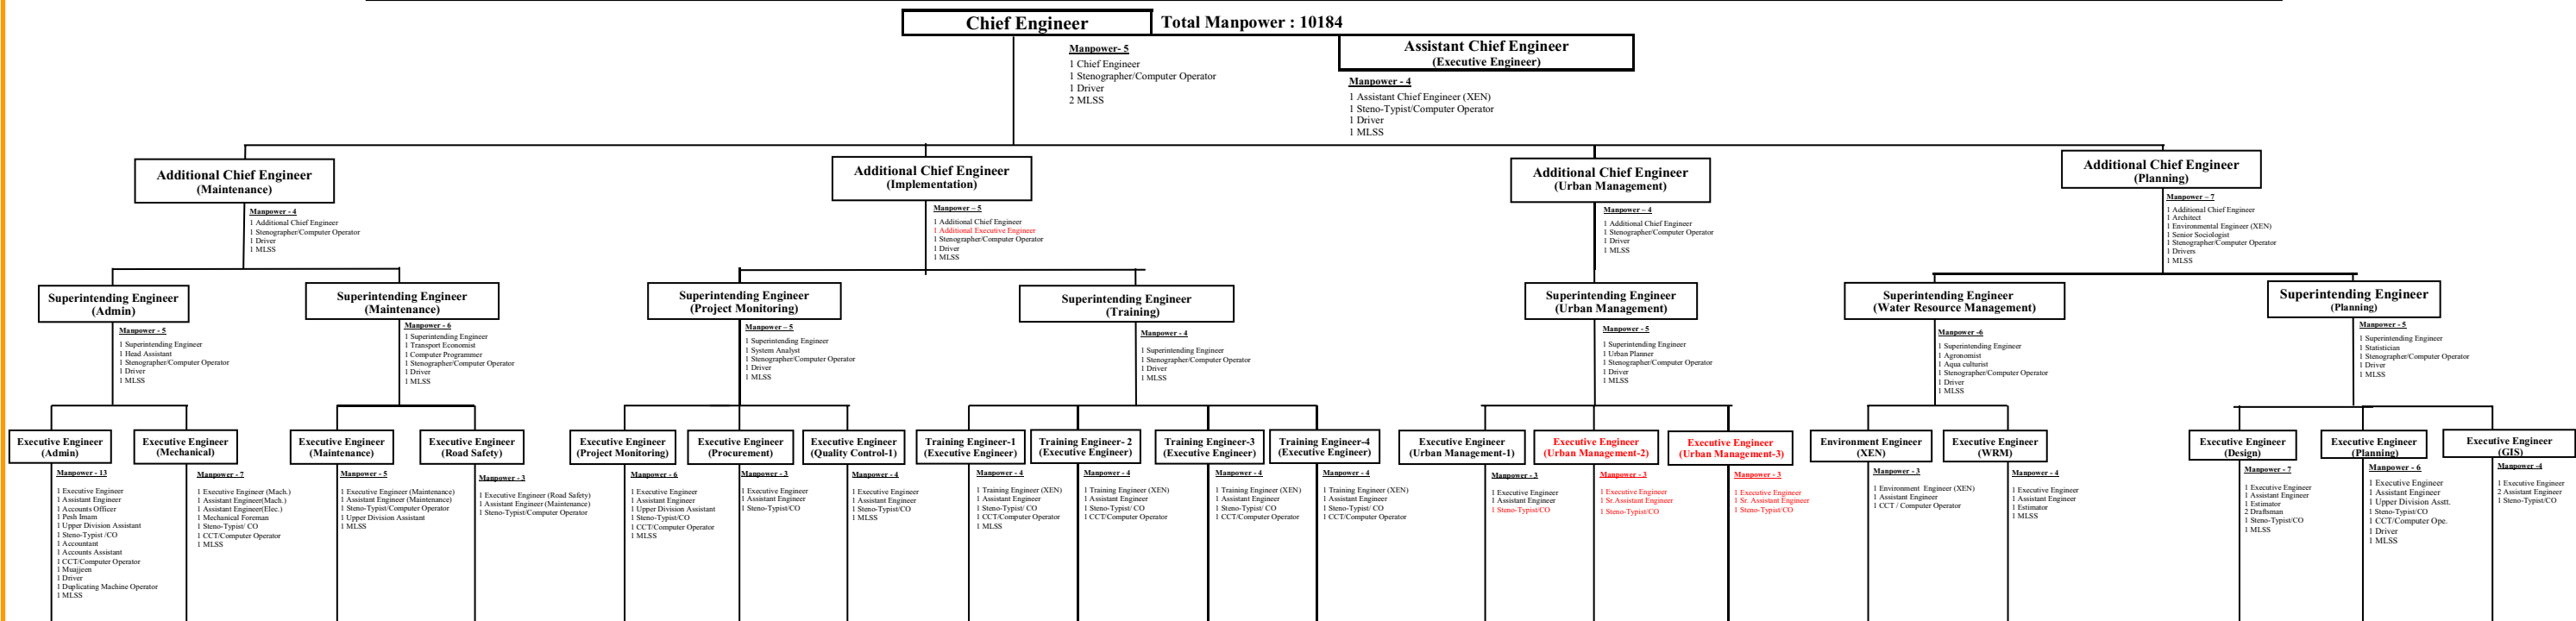 Chief Engineer
Total Manpower : 10184
Manpower- 5
1 Chief Engineer
1 Stenographer/Computer Operator
1 Driver
2 MLSS
Assistant Chief Engineer
(Executive Engineer)
Manpower - 4
1 Assistant Chief Engineer (XEN)
1 Steno-Typist/Computer Operator
1 Driver
1 MLSS
Additional Chief Engineer
(Maintenance)
Manpower - 4
1 Additional Chief Engineer
1 Stenographer/Computer Operator
1 Driver
1 MLSS
Additional Chief Engineer
(Implementation)
Manpower – 5
1 Additional Chief Engineer
1 Additional Executive Engineer
1 Stenographer/Computer Operator
1 Driver
1 MLSS
Additional Chief Engineer
(Urban Management)
Manpower – 4
1 Additional Chief Engineer
1 Stenographer/Computer Operator
1 Driver
1 MLSS
Additional Chief Engineer
(Planning)
Manpower – 7
1 Additional Chief Engineer
1 Architect
1 Environmental Engineer (XEN)
1 Senior Sociologist
1 Stenographer/Computer Operator
1 Drivers
1 MLSS
Superintending Engineer
(Admin)
Manpower - 5
1 Superintending Engineer
1 Head Assistant
1 Stenographer/Computer Operator
1 Driver
1 MLSS
Superintending Engineer
(Maintenance)
Manpower - 6
1 Superintending Engineer
1 Transport Economist
1 Computer Programmer
1 Stenographer/Computer Operator
1 Driver
1 MLSS
Superintending Engineer
(Project Monitoring)
Manpower – 5
1 Superintending Engineer
1 System Analyst
1 Stenographer/Computer Operator
1 Driver
1 MLSS
Superintending Engineer
(Training)
Manpower - 4
1 Superintending Engineer
1 Stenographer/Computer Operator
1 Driver
1 MLSS
Superintending Engineer
(Urban Management)
Manpower - 5
1 Superintending Engineer
1 Urban Planner
1 Stenographer/Computer Operator
1 Driver
1 MLSS
Superintending Engineer
(Water Resource Management)
Manpower -6
1 Superintending Engineer
1 Agronomist
1 Aqua culturist
1 Stenographer/Computer Operator
1 Driver
1 MLSS
Superintending Engineer
(Planning)
Manpower - 5
1 Superintending Engineer
1 Statistician
1 Stenographer/Computer Operator
1 Driver
1 MLSS
Executive Engineer
(Admin)
Manpower - 13
1 Executive Engineer
1 Assistant Engineer
1 Accounts Officer
1 Pesh Imam
1 Upper Division Assistant
1 Steno-Typist /CO
1 Accountant
1 Accounts Assistant
1 CCT/Computer Operator
1 Muajjeen
1 Driver
1 Duplicating Machine Operator
1 MLSS
Executive Engineer
(Mechanical)
Manpower - 7
1 Executive Engineer (Mach.)
1 Assistant Engineer(Mach.)
1 Assistant Engineer(Elec.)
1 Mechanical Foreman
1 Steno-Typist/ CO
1 CCT/Computer Operator
1 MLSS
Executive Engineer
(Maintenance)
Manpower - 5
1 Executive Engineer (Maintenance)
1 Assistant Engineer (Maintenance)
1 Steno-Typist/Computer Operator
1 Upper Division Assistant
1 MLSS
Executive Engineer
(Road Safety)
Manpower - 3
1 Executive Engineer (Road Safety)
1 Assistant Engineer (Maintenance)
1 Steno-Typist/Computer Operator
Executive Engineer
(Project Monitoring)
Manpower - 6
1 Executive Engineer
1 Assistant Engineer
1 Upper Division Assistant
1 Steno-Typist/CO
1 CCT/Computer Operator
1 MLSS
Executive Engineer
(Procurement)
Manpower - 3
1 Executive Engineer
1 Assistant Engineer
1 Steno-Typist/CO
Executive Engineer
(Quality Control-1)
Manpower - 4
1 Executive Engineer
1 Assistant Engineer
1 Steno-Typist/CO
1 MLSS
Training Engineer-1
(Executive Engineer)
Manpower - 4
1 Training Engineer (XEN)
1 Assistant Engineer
1 Steno-Typist/ CO
1 CCT/Computer Operator
1 MLSS
Training Engineer- 2
(Executive Engineer)
Manpower - 4
1 Training Engineer (XEN)
1 Assistant Engineer
1 Steno-Typist/ CO
1 CCT/Computer Operator
Training Engineer-3
(Executive Engineer)
Manpower - 4
1 Training Engineer (XEN)
1 Assistant Engineer
1 Steno-Typist/ CO
1 CCT/Computer Operator
Training Engineer-4
(Executive Engineer)
Manpower - 4
1 Training Engineer (XEN)
1 Assistant Engineer
1 Steno-Typist/ CO
1 CCT/Computer Operator
Executive Engineer
(Urban Management-1)
Manpower - 3
1 Executive Engineer
1 Assistant Engineer
1 Steno-Typist/CO
Executive Engineer
(Urban Management-2)
Manpower - 3
1 Executive Engineer
1 Sr.Assistant Engineer
1 Steno-Typist/CO
Executive Engineer
(Urban Management-3)
Manpower - 3
1 Executive Engineer
1 Sr. Assistant Engineer
1 Steno-Typist/CO
Environment Engineer
(XEN)
Manpower - 3
1 Environment Engineer (XEN)
1 Assistant Engineer
1 CCT / Computer Operator
Executive Engineer
(WRM)
Manpower - 4
1 Executive Engineer
1 Assistant Engineer
1 Estimator
1 MLSS
Executive Engineer
(Design)
Manpower - 7
1 Executive Engineer
1 Assistant Engineer
1 Estimator
2 Draftsman
1 Steno-Typist/CO
1 MLSS
Executive Engineer
(Planning)
Manpower - 6
1 Executive Engineer
1 Assistant Engineer
1 Upper Division Asstt.
1 Steno-Typist/CO
1 CCT/Computer Ope.
1 Driver
1 MLSS
Executive Engineer
(GIS)
Manpower -4
1 Executive Engineer
2 Assistant Engineer
1 Steno-Typist/CO